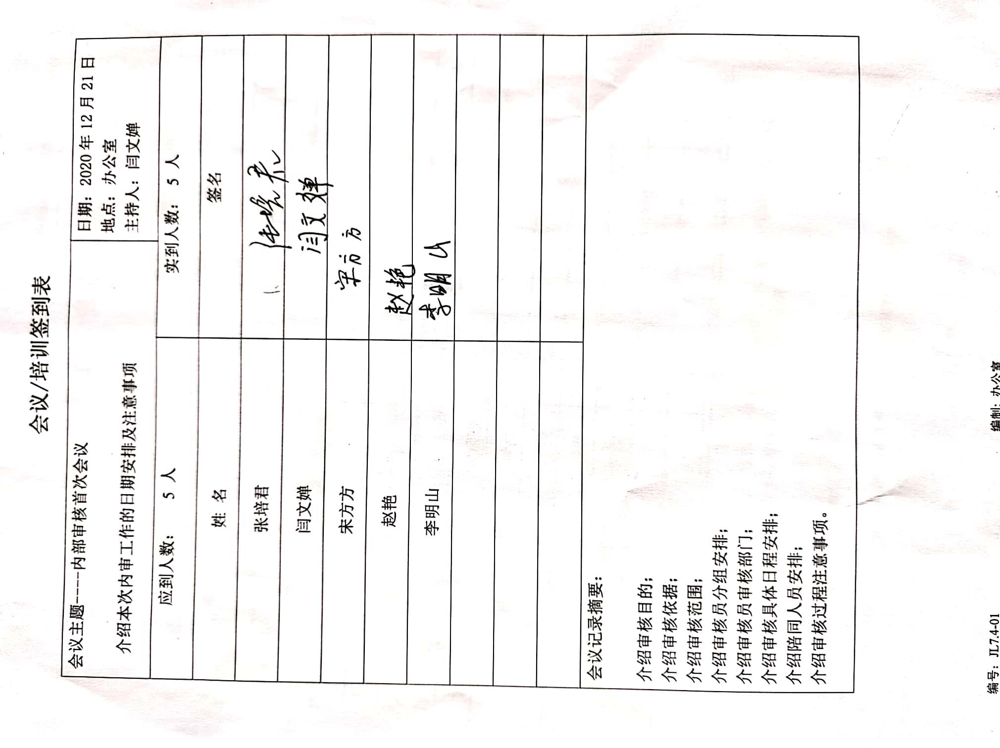 会议/培训签到表
会议主题----内部审核首次会议
介绍本次内审工作的日期安排及注意事项
日期：2020 年 12 月 21 日
地点：办公室
主持人：闫文婵
应到人数： 5 人
实到人数： 5 人
姓 名
签名
张培君
张培君
闫文婵
闫文婵
宋方方
宋方方
赵艳
赵艳
李明山
李明山
会议记录摘要：
介绍审核目的；
介绍审核依据；
介绍审核范围；
介绍审核员分组安排；
介绍审核员审核部门；
介绍审核具体日程安排；
介绍陪同人员安排；
介绍审核过程注意事项。
编号：JL7.4-01
编制：办公室